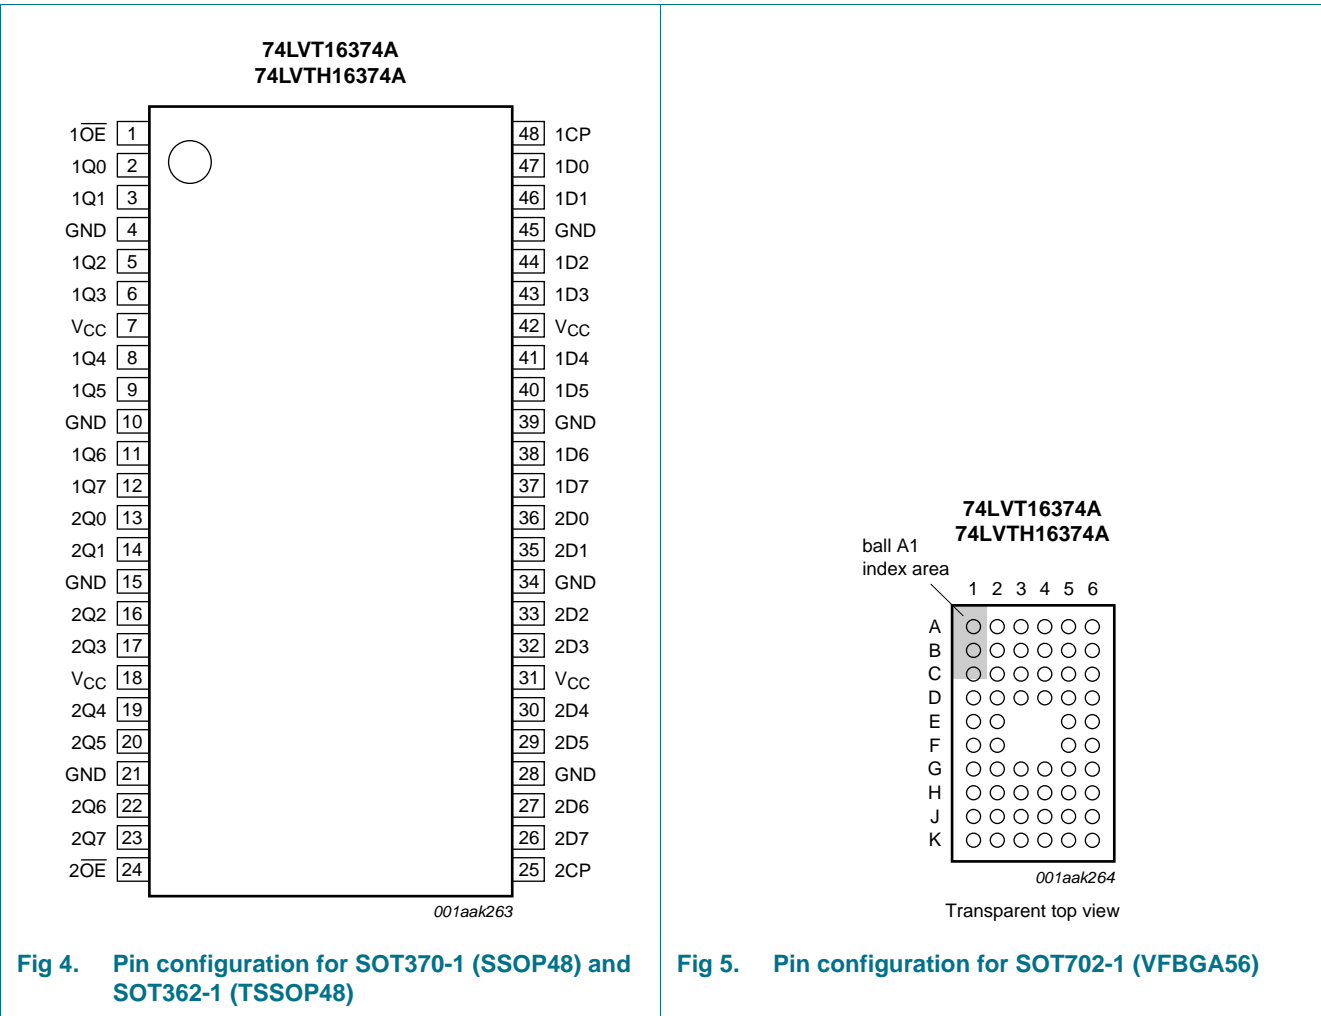 74LVT16374A
74LVTH16374A
1OE 1 48 1CP
1Q0 2 47 1D0
1Q1 3 46 1D1
GND 4 45 GND
1Q2 5 44 1D2
1Q3 6 43 1D3
VCC 7 42 VCC
1Q4 8 41 1D4
1Q5 9 40 1D5
GND 10 39 GND
1Q6 11 38 1D6
1Q7 12 37 1D7
2Q0 13 36 2D0
2Q1 14 35 2D1
GND 15 34 GND
2Q2 16 33 2D2
2Q3 17 32 2D3
VCC 18 31 VCC
2Q4 19 30 2D4
2Q5 20 29 2D5
GND 21 28 GND
2Q6 22 27 2D6
2Q7 23 26 2D7
2OE 24 25 2CP
001aak263
Fig 4. Pin configuration for SOT370-1 (SSOP48) and
SOT362-1 (TSSOP48)
74LVT16374A
74LVTH16374A
ball A1
index area
1 2 3 4 5 6
A
B
C
D
E
F
G
H
J
K
001aak264
Transparent top view
Fig 5. Pin configuration for SOT702-1 (VFBGA56)